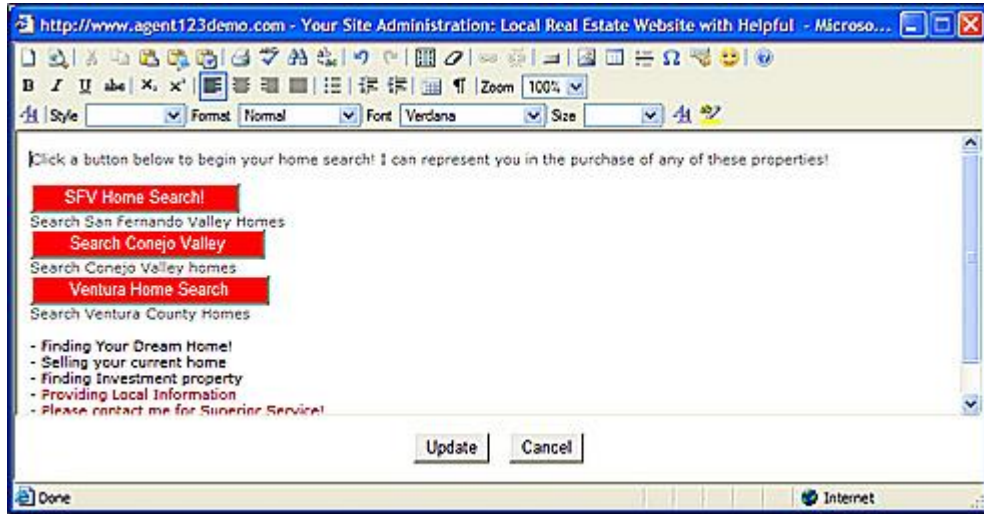 http://www.agent123demo.com - Your Site Administration: Local Real Estate Website with Helpful - Microso...
B I U abc X, x' ¶ Zoom 100%
Style Format Normal Font Verdana Size
Click a button below to begin your home search! I can represent you in the purchase of any of these properties!
SFV Home Search!
Search San Fernando Valley Homes
Search Conejo Valley
Search Conejo Valley homes
Ventura Home Search
Search Ventura County Homes
- Finding Your Dream Home!
- Selling your current home
- Finding Investment property
- Providing Local Information
- Please contact me for Superior Service!
Update Cancel
Done Internet